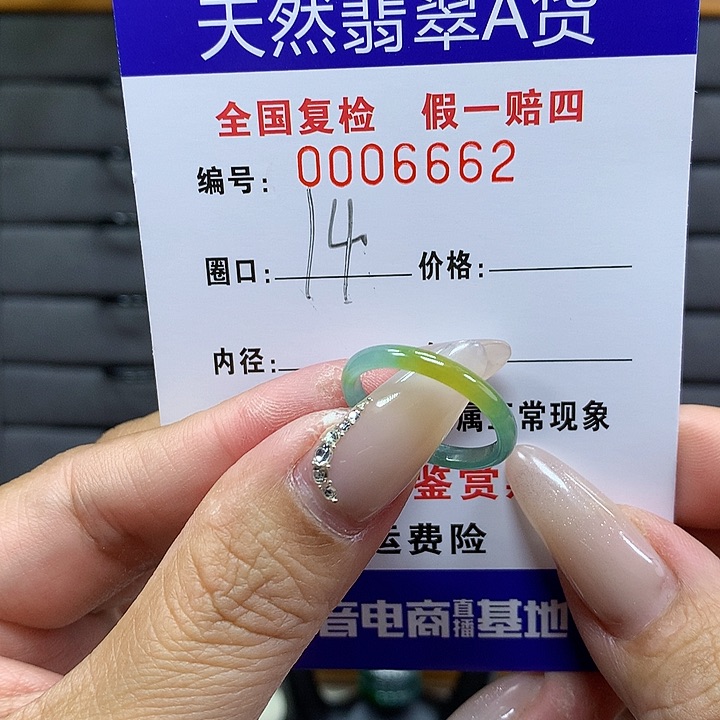 天然翡翠A货
全国复检 假一赔四
编号: 0006662
圈口: 14 价格:
内径:
属正常现象
鉴赏
运费险
音电商直播基地